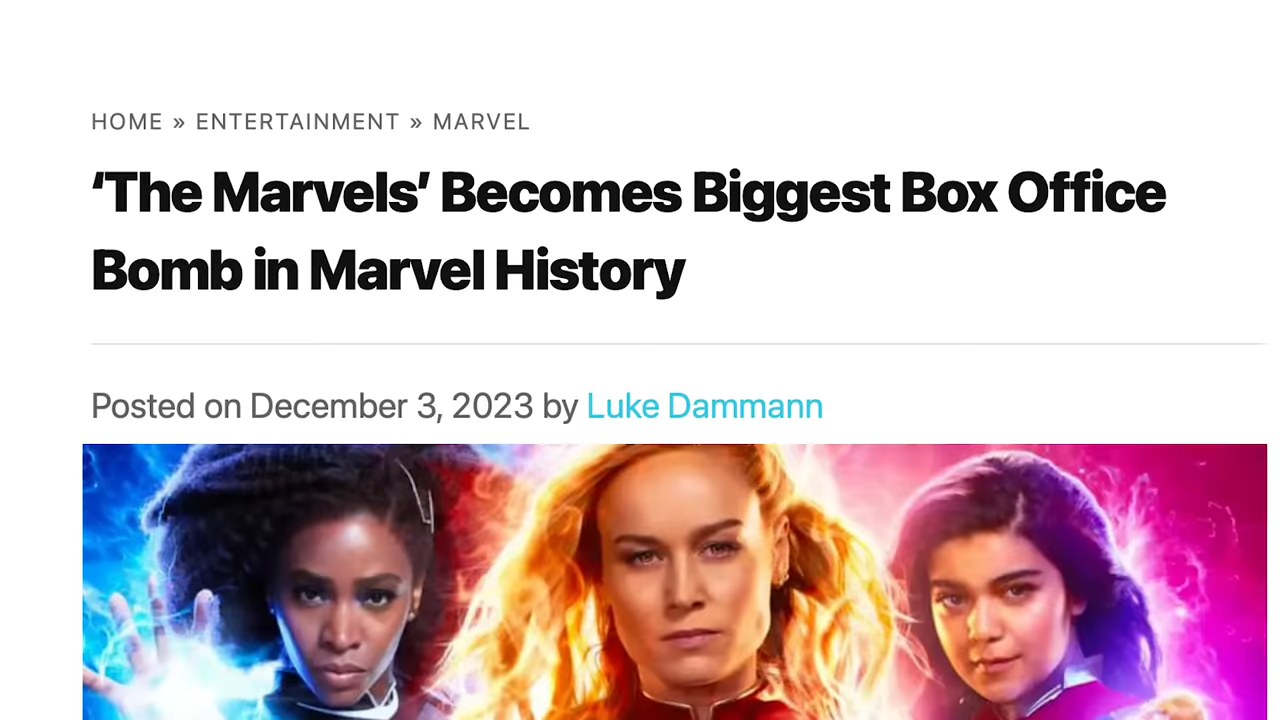 HOME » ENTERTAINMENT » MARVEL
‘The Marvels’ Becomes Biggest Box Office
Bomb in Marvel History
Posted on December 3, 2023 by Luke Dammann